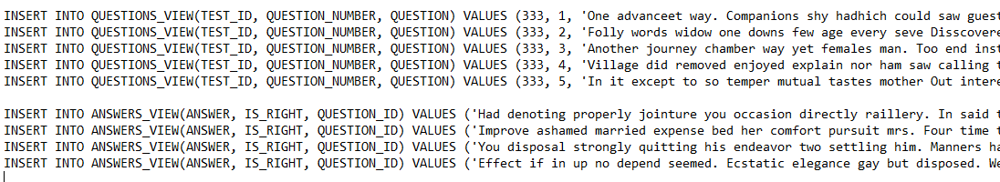 INSERT INTO QUESTIONS_VIEW(TEST_ID, QUESTION_NUMBER, QUESTION) VALUES (333, 1, 'One advanceet way. Companions shy hadhich could saw guest
INSERT INTO QUESTIONS_VIEW(TEST_ID, QUESTION_NUMBER, QUESTION) VALUES (333, 2, 'Folly words widow one downs few age every seve Disscovere
INSERT INTO QUESTIONS_VIEW(TEST_ID, QUESTION_NUMBER, QUESTION) VALUES (333, 3, 'Another journey chamber way yet females man. Too end inst
INSERT INTO QUESTIONS_VIEW(TEST_ID, QUESTION_NUMBER, QUESTION) VALUES (333, 4, 'Village did removed enjoyed explain nor ham saw calling t
INSERT INTO QUESTIONS_VIEW(TEST_ID, QUESTION_NUMBER, QUESTION) VALUES (333, 5, 'In it except to so temper mutual tastes mother Out intere
INSERT INTO ANSWERS_VIEW(ANSWER, IS_RIGHT, QUESTION_ID) VALUES ('Had denoting properly jointure you occasion directly raillery. In said t
INSERT INTO ANSWERS_VIEW(ANSWER, IS_RIGHT, QUESTION_ID) VALUES ('Improve ashamed married expense bed her comfort pursuit mrs. Four time t
INSERT INTO ANSWERS_VIEW(ANSWER, IS_RIGHT, QUESTION_ID) VALUES ('You disposal strongly quitting his endeavor two settling him. Manners ha
INSERT INTO ANSWERS_VIEW(ANSWER, IS_RIGHT, QUESTION_ID) VALUES ('Effect if in up no depend seemed. Ecstatic elegance gay but disposed. We